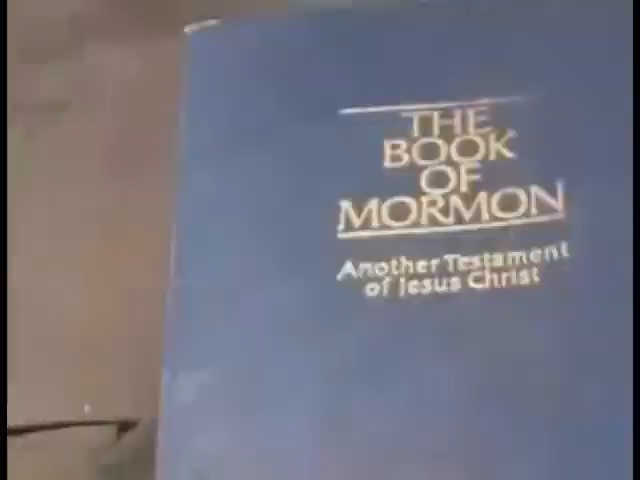 THE
BOOK
OF
MORMON
Another Testament
of Jesus Christ